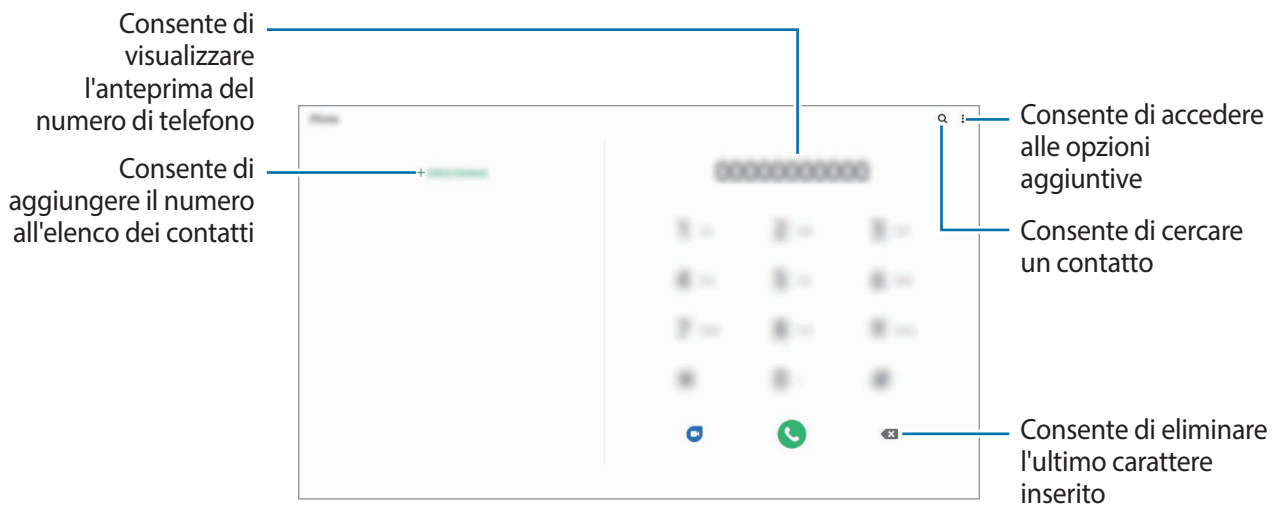 Consente di
visualizzare
l'anteprima del
numero di telefono
Consente di
aggiungere il numero
all'elenco dei contatti
Consente di accedere
alle opzioni
aggiuntive
Consente di cercare
un contatto
Consente di eliminare
l'ultimo carattere
inserito